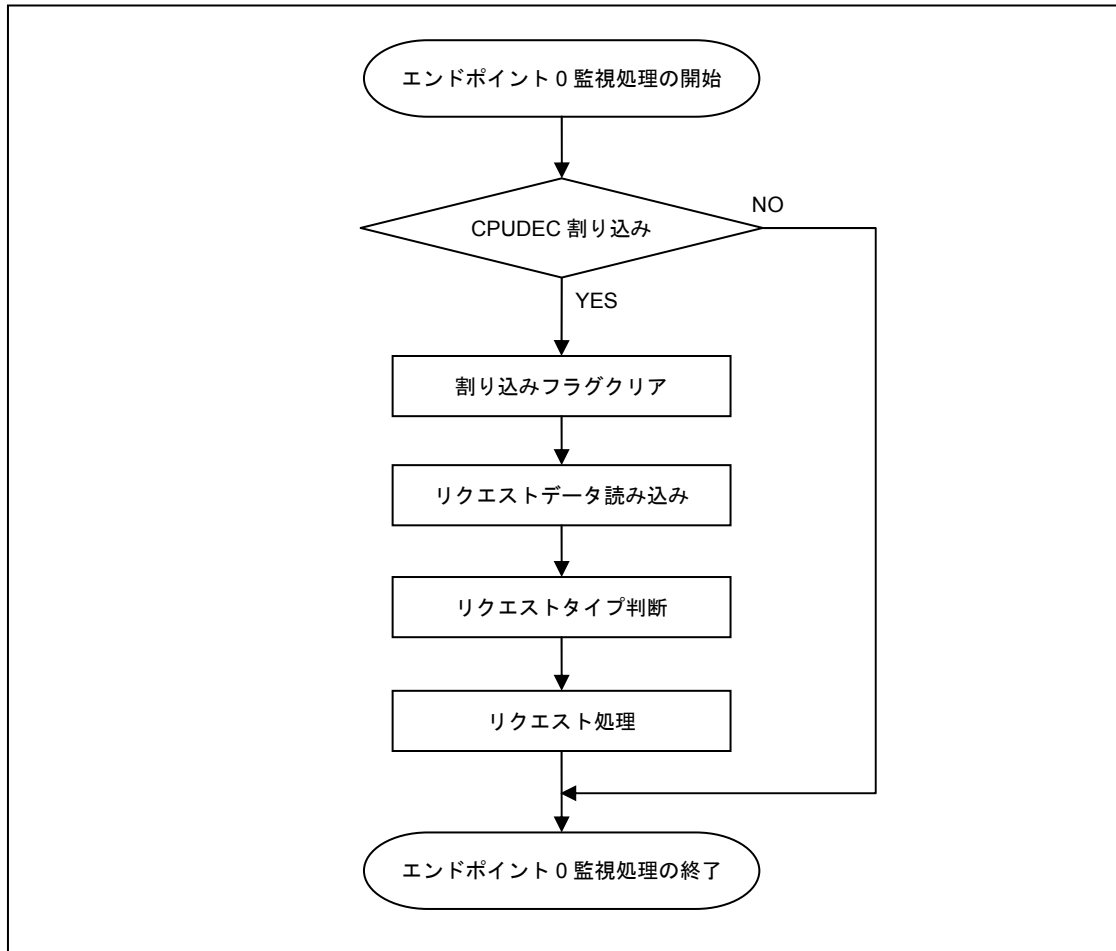 エンドポイント 0 監視処理の開始
CPUDEC 割り込み
NO
YES
割り込みフラグクリア
リクエストデータ読み込み
リクエストタイプ判断
リクエスト処理
エンドポイント 0 監視処理の終了